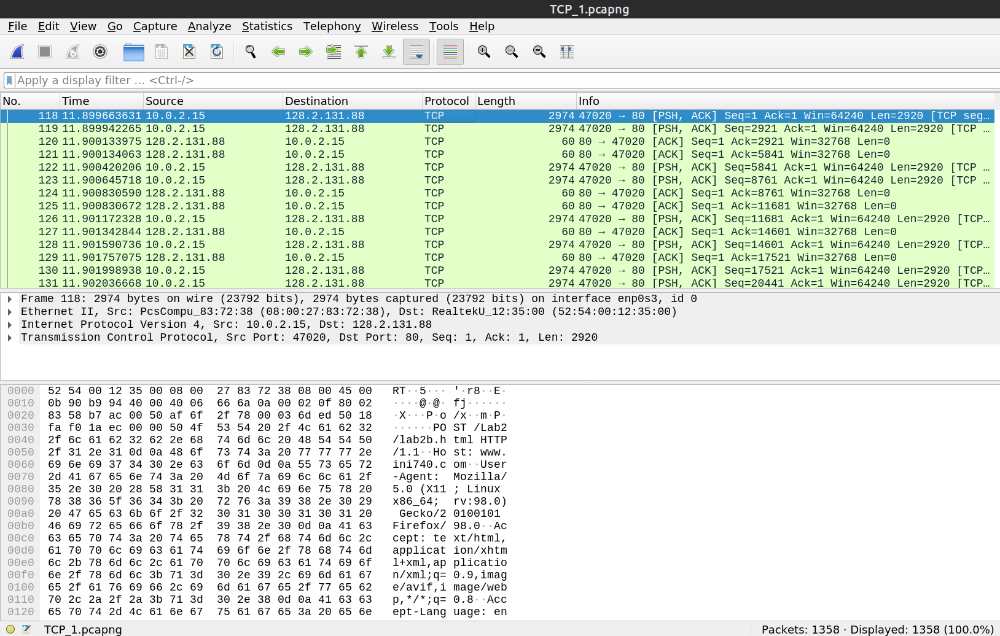 TCP_1.pcapng
File Edit View Go Capture Analyze Statistics Telephony Wireless Tools Help
Apply a display filter … <Ctrl-/>
No. Time Source Destination Protocol Length Info
118 11.899663631 10.0.2.15 128.2.131.88 TCP 2974 47020 → 80 [PSH, ACK] Seq=1 Ack=1 Win=64240 Len=2920 [TCP seg…
119 11.899942265 10.0.2.15 128.2.131.88 TCP 2974 47020 → 80 [PSH, ACK] Seq=2921 Ack=1 Win=64240 Len=2920 [TCP …
120 11.900133975 128.2.131.88 10.0.2.15 TCP 60 80 → 47020 [ACK] Seq=1 Ack=2921 Win=32768 Len=0
121 11.900134063 128.2.131.88 10.0.2.15 TCP 60 80 → 47020 [ACK] Seq=1 Ack=5841 Win=32768 Len=0
122 11.900420206 10.0.2.15 128.2.131.88 TCP 2974 47020 → 80 [PSH, ACK] Seq=5841 Ack=1 Win=64240 Len=2920 [TCP …
123 11.900645718 10.0.2.15 128.2.131.88 TCP 2974 47020 → 80 [PSH, ACK] Seq=8761 Ack=1 Win=64240 Len=2920 [TCP …
124 11.900830590 128.2.131.88 10.0.2.15 TCP 60 80 → 47020 [ACK] Seq=1 Ack=8761 Win=32768 Len=0
125 11.900830672 128.2.131.88 10.0.2.15 TCP 60 80 → 47020 [ACK] Seq=1 Ack=11681 Win=32768 Len=0
126 11.901172328 10.0.2.15 128.2.131.88 TCP 2974 47020 → 80 [PSH, ACK] Seq=11681 Ack=1 Win=64240 Len=2920 [TCP…
127 11.901342844 128.2.131.88 10.0.2.15 TCP 60 80 → 47020 [ACK] Seq=1 Ack=14601 Win=32768 Len=0
128 11.901590736 10.0.2.15 128.2.131.88 TCP 2974 47020 → 80 [PSH, ACK] Seq=14601 Ack=1 Win=64240 Len=2920 [TCP…
129 11.901757075 128.2.131.88 10.0.2.15 TCP 60 80 → 47020 [ACK] Seq=1 Ack=17521 Win=32768 Len=0
130 11.901998938 10.0.2.15 128.2.131.88 TCP 2974 47020 → 80 [PSH, ACK] Seq=17521 Ack=1 Win=64240 Len=2920 [TCP…
131 11.902036668 10.0.2.15 128.2.131.88 TCP 2974 47020 → 80 [PSH, ACK] Seq=20441 Ack=1 Win=64240 Len=2920 [TCP…
Frame 118: 2974 bytes on wire (23792 bits), 2974 bytes captured (23792 bits) on interface enp0s3, id 0
Ethernet II, Src: PcsCompu_83:72:38 (08:00:27:83:72:38), Dst: RealtekU_12:35:00 (52:54:00:12:35:00)
Internet Protocol Version 4, Src: 10.0.2.15, Dst: 128.2.131.88
Transmission Control Protocol, Src Port: 47020, Dst Port: 80, Seq: 1, Ack: 1, Len: 2920
0000 52 54 00 12 35 00 08 00 27 83 72 38 08 00 45 00 RT··5··· '·r8··E·
0010 0b 90 b9 94 40 00 40 06 66 6a 0a 00 02 0f 80 02 ····@·@· fj······
0020 83 58 b7 ac 00 50 af 6f 2f 78 00 03 6d ed 50 18 ·X···P·o /x··m·P·
0030 fa f0 1a ec 00 00 50 4f 53 54 20 2f 4c 61 62 32 ······PO ST /Lab2
0040 2f 6c 61 62 32 62 2e 68 74 6d 6c 20 48 54 54 50 /lab2b.h tml HTTP
0050 2f 31 2e 31 0d 0a 48 6f 73 74 3a 20 77 77 77 2e /1.1··Ho st: www.
0060 69 6e 69 37 34 30 2e 63 6f 6d 0d 0a 55 73 65 72 ini740.c om··User
0070 2d 41 67 65 6e 74 3a 20 4d 6f 7a 69 6c 6c 61 2f -Agent: Mozilla/
0080 35 2e 30 20 28 58 31 31 3b 20 4c 69 6e 75 78 20 5.0 (X11 ; Linux
0090 78 38 36 5f 36 34 3b 20 72 76 3a 39 38 2e 30 29 x86_64; rv:98.0)
00a0 20 47 65 63 6b 6f 2f 32 30 31 30 30 31 30 31 20 Gecko/2 0100101
00b0 46 69 72 65 66 6f 78 2f 39 38 2e 30 0d 0a 41 63 Firefox/ 98.0··Ac
00c0 63 65 70 74 3a 20 74 65 78 74 2f 68 74 6d 6c 2c cept: te xt/html,
00d0 61 70 70 6c 69 63 61 74 69 6f 6e 2f 78 68 74 6d applicat ion/xhtm
00e0 6c 2b 78 6d 6c 2c 61 70 70 6c 69 63 61 74 69 6f l+xml,ap plicatio
00f0 6e 2f 78 6d 6c 3b 71 3d 30 2e 39 2c 69 6d 61 67 n/xml;q= 0.9,imag
0100 65 2f 61 76 69 66 2c 69 6d 61 67 65 2f 77 65 62 e/avif,i mage/web
0110 70 2c 2a 2f 2a 3b 71 3d 30 2e 38 0d 0a 41 63 63 p,*/*;q= 0.8··Acc
0120 65 70 74 2d 4c 61 6e 67 75 61 67 65 3a 20 65 6e ept-Lang uage: en
TCP_1.pcapng Packets: 1358 · Displayed: 1358 (100.0%)